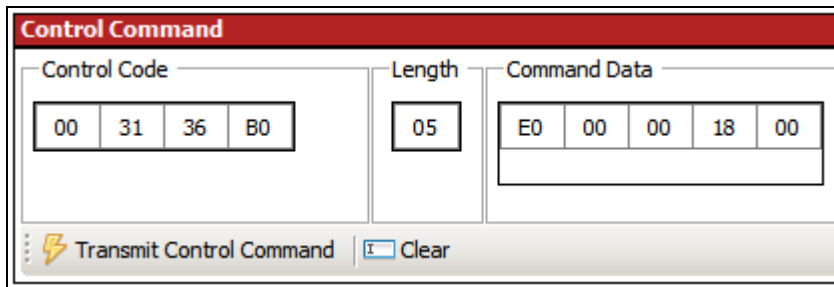 Control Command
Control Code Length Command Data
00 31 36 B0 05 E0 00 00 18 00
Transmit Control Command Clear